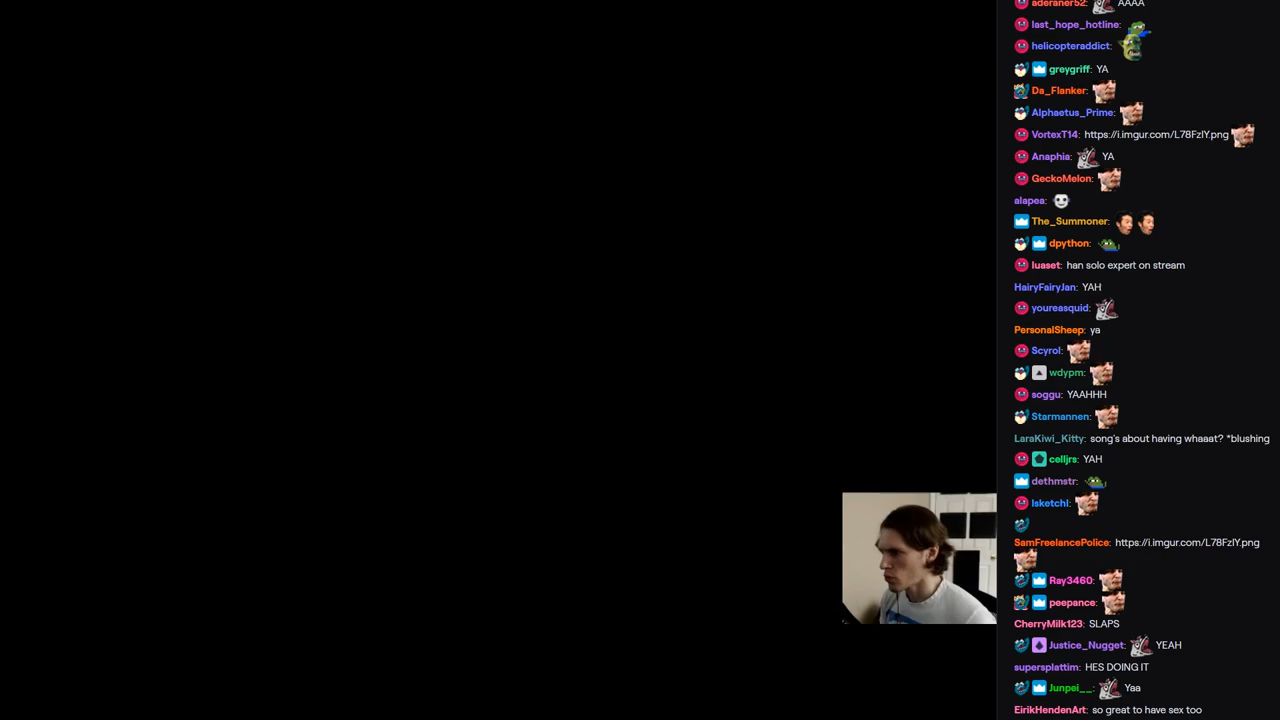 aderaner52: AAAA
last_hope_hotline:
helicopteraddict:
greygriff: YA
Da_Flanker:
Alphaetus_Prime:
VortexT14: https://i.imgur.com/L78FzIY.png
Anaphia: YA
GeckoMelon:
alapea:
The_Summoner:
dpython:
luaset: han solo expert on stream
HairyFairyJan: YAH
youreasquid:
PersonalSheep: ya
Scyrol:
wdypm:
soggu: YAAHHH
Starmannen:
LaraKiwi_Kitty: song's about having whaaat? *blushing
celljrs: YAH
dethmstr:
lsketchl:
SamFreelancePolice: https://i.imgur.com/L78FzIY.png
Ray3460:
peepance:
CherryMilk123: SLAPS
Justice_Nugget: YEAH
supersplattim: HES DOING IT
Junpei__: Yaa
EirikHendenArt: so great to have sex too